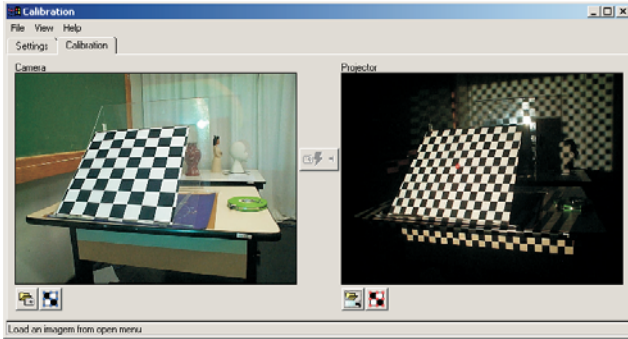 Calibration
File View Help
Settings Calibration
Camera Projector
Load an imagem from open menu